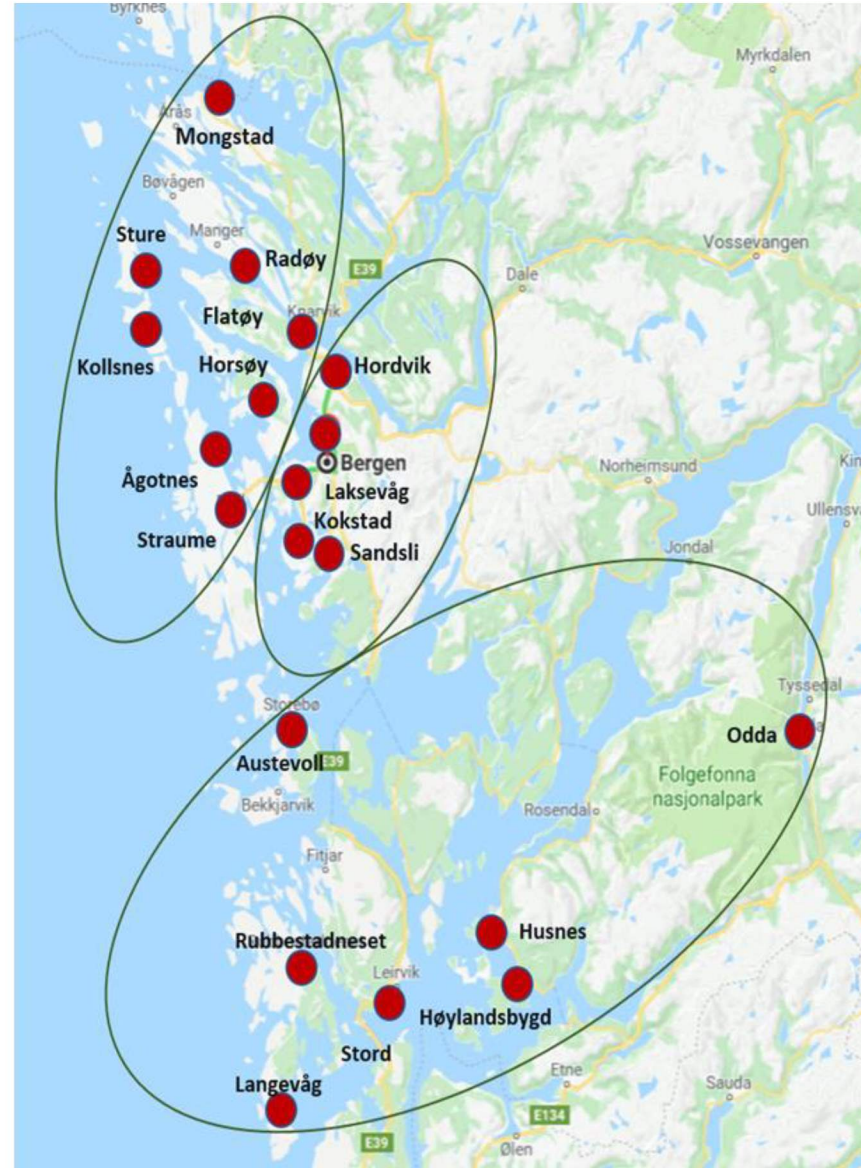 Byrknes
Myrkdalen
Årås
Mongstad
Bøvågen
Sture
Manger
Vossevangen
Radøy
E39
Dale
Flatøy
Knarvik
Kollsnes
Horsøy
Hordvik
Bergen
Norheimsund
Ågotnes
Laksevåg
Kokstad
Straume
Sandsli
Jondal
Tyssedal
Storebø
Odda
Austevoll
E39
Folgefonna
nasjonalpark
Bekkjarvik
Rosendal
Fitjar
Husnes
Rubbestadneset
Leirvik
Høylandsbygd
Stord
Langevåg
Etne
Sauda
E134
E39
Ølen